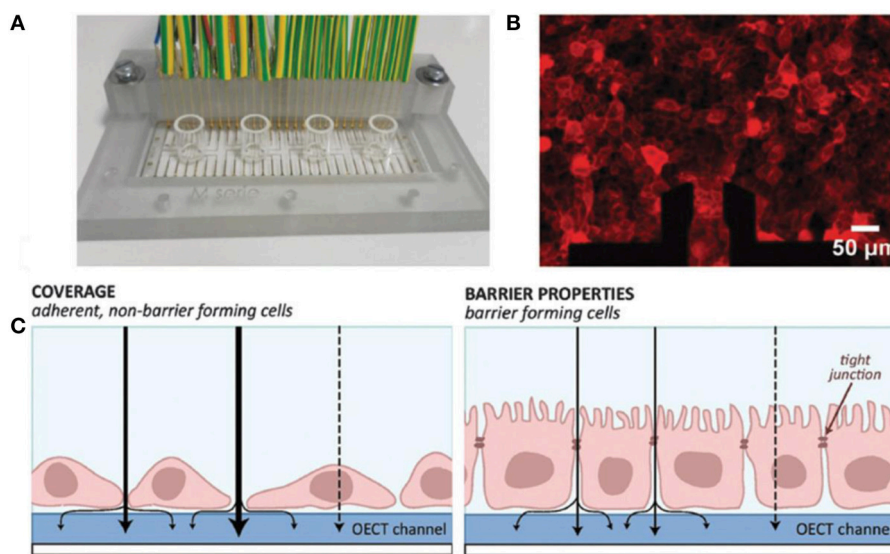 A
B
M serie
50 µm
C
COVERAGE
adherent, non-barrier forming cells
OECT channel
BARRIER PROPERTIES
barrier forming cells
tight
junction
OECT channel